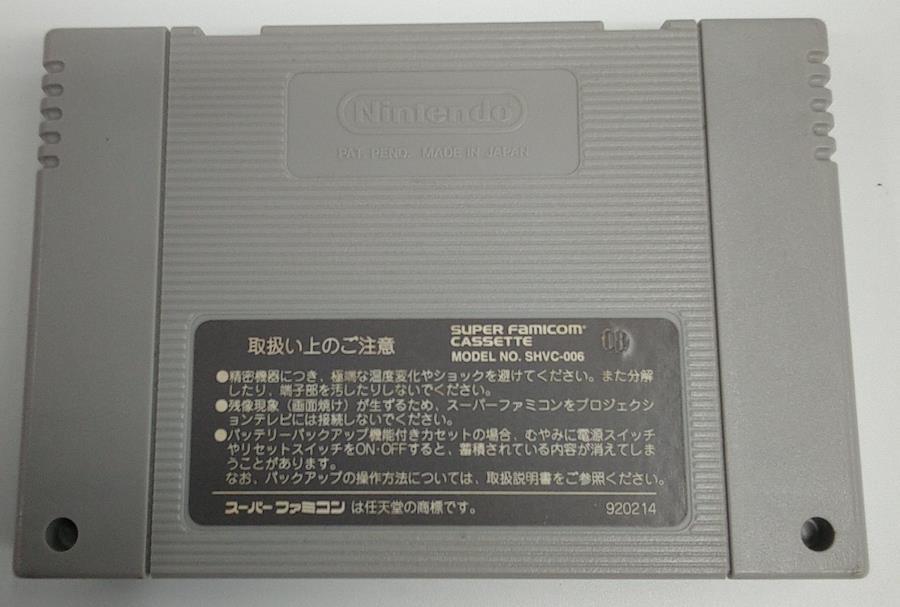 Nintendo®
PAT. PEND. MADE IN JAPAN
取扱い上のご注意
SUPER FAMICOM®
CASSETTE
MODEL NO. SHVC-006
●精密機器につき、極端な温度変化やショックを避けてください。また分解
したり、端子部を汚したりしないでください。
●残像現象（画面焼け）が生ずるため、スーパーファミコンをプロジェクシ
ョンテレビには接続しないでください。
●バッテリーバックアップ機能付きカセットの場合、むやみに電源スイッチ
やリセットスイッチをON・OFFすると、蓄積されている内容が消えてしま
うことがあります。
なお、バックアップの操作方法については、取扱説明書をご参照ください。
スーパーファミコン は任天堂の商標です。
920214